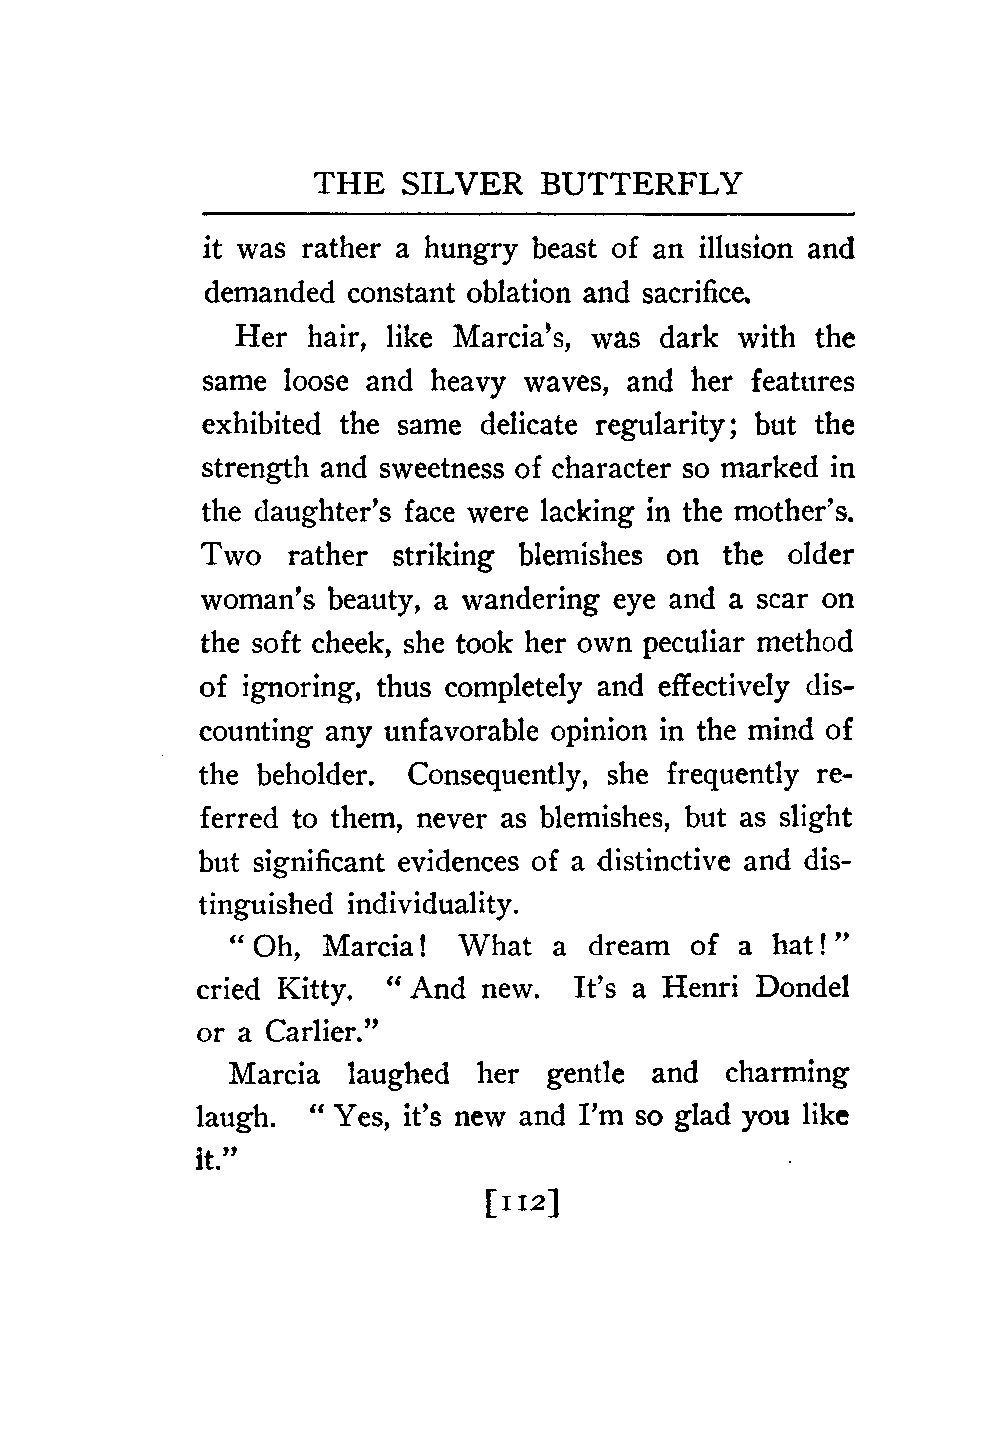 THE SILVER BUTTERFLY
it was rather a hungry beast of an illusion and
demanded constant oblation and sacrifice.
Her hair, like Marcia's, was dark with the
same loose and heavy waves, and her features
exhibited the same delicate regularity; but the
strength and sweetness of character so marked in
the daughter's face were lacking in the mother's.
Two rather striking blemishes on the older
woman's beauty, a wandering eye and a scar on
the soft cheek, she took her own peculiar method
of ignoring, thus completely and effectively dis-
counting any unfavorable opinion in the mind of
the beholder. Consequently, she frequently re-
ferred to them, never as blemishes, but as slight
but significant evidences of a distinctive and dis-
tinguished individuality.
“Oh, Marcia! What a dream of a hat!”
cried Kitty. “And new. It's a Henri Dondel
or a Carlier.”
Marcia laughed her gentle and charming
laugh. “Yes, it's new and I'm so glad you like
it.”
[112]